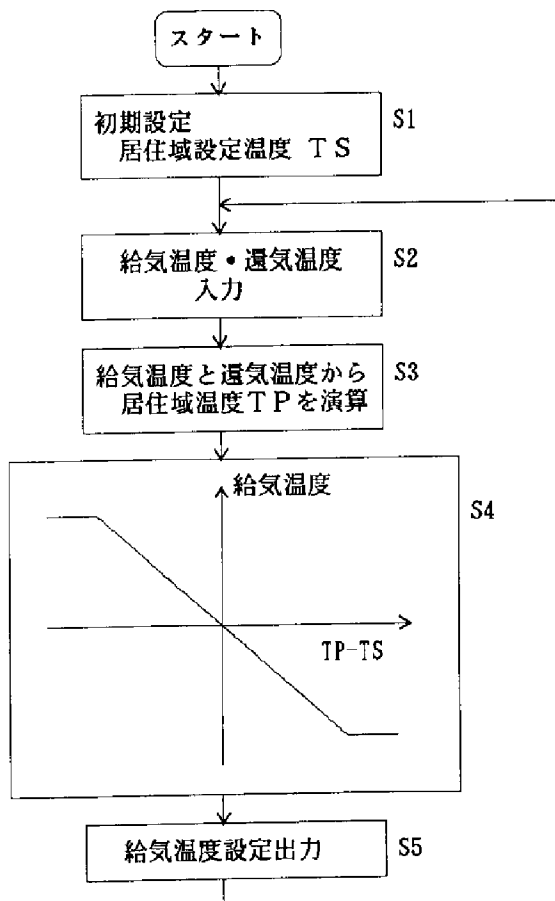 スタート
初期設定
居住域設定温度 TS
S1
給気温度・還気温度
入力
S2
給気温度と還気温度から
居住域温度TPを演算
S3
給気温度
S4
TP-TS
給気温度設定出力
S5